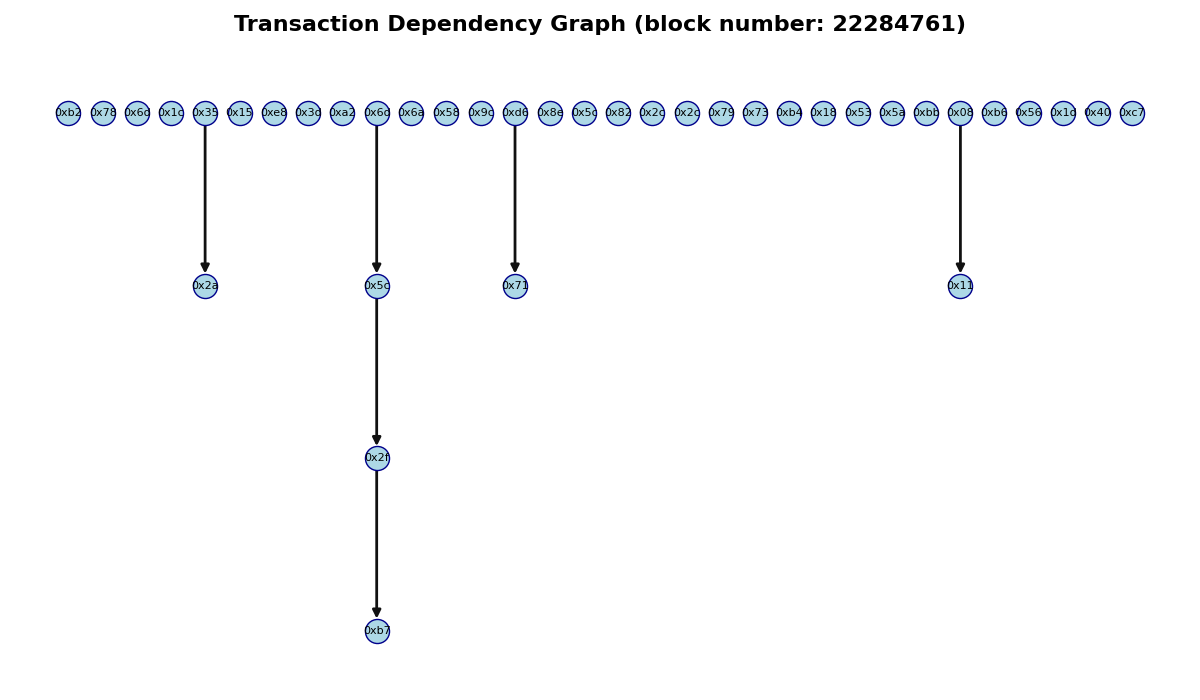 Transaction Dependency Graph (block number: 22284761)
0xb2 0x78 0x6d 0x1c 0x35 0x15 0xe8 0x3d 0xa2 0x6d 0x6a 0x58 0x9c 0xd6 0x8e 0x5c 0x82 0x2c 0x2c 0x79 0x73 0xb4 0x18 0x53 0x5a 0xbb 0x08 0xb6 0x56 0x1d 0x40 0xc7
0x2a 0x5c 0x71 0x11
0x2f
0xb7